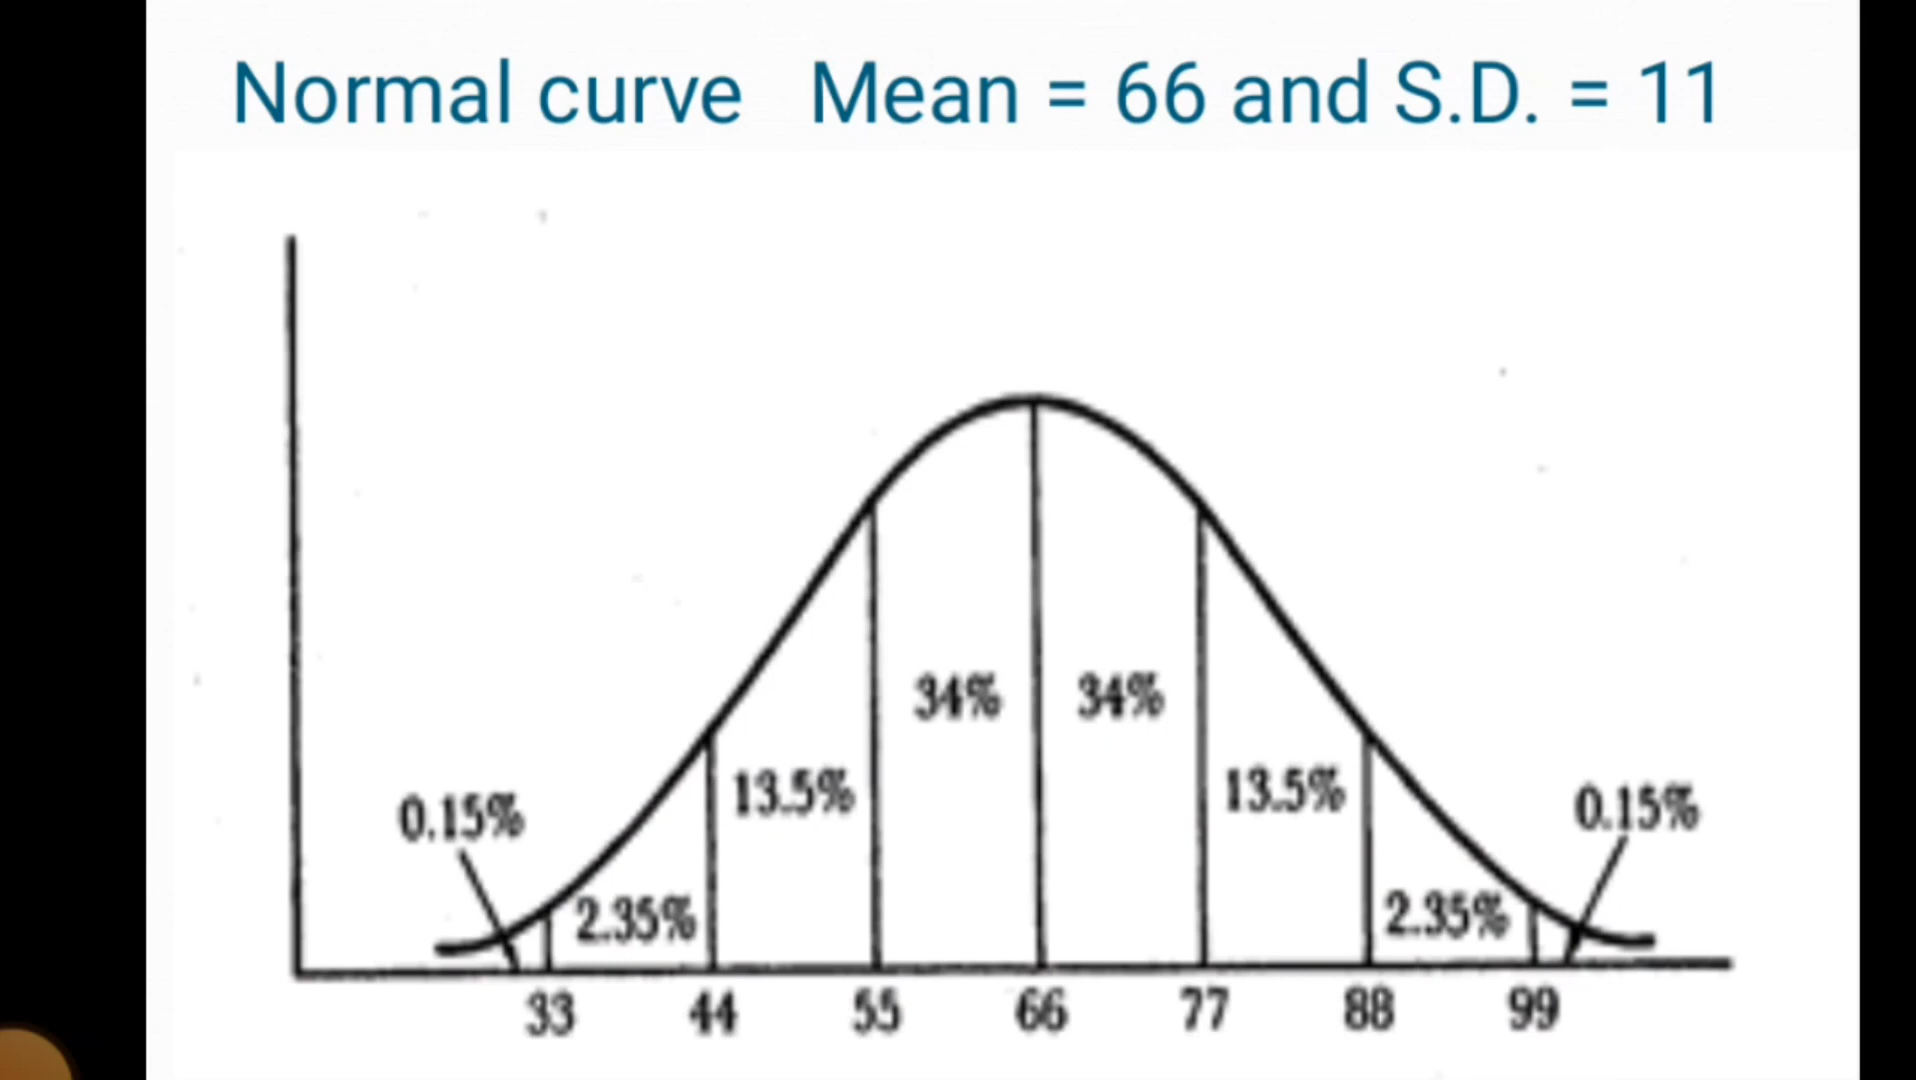 Normal curve Mean = 66 and S.D. = 11
34% 34%
13.5% 13.5%
0.15% 0.15%
2.35% 2.35%
33 44 55 66 77 88 99